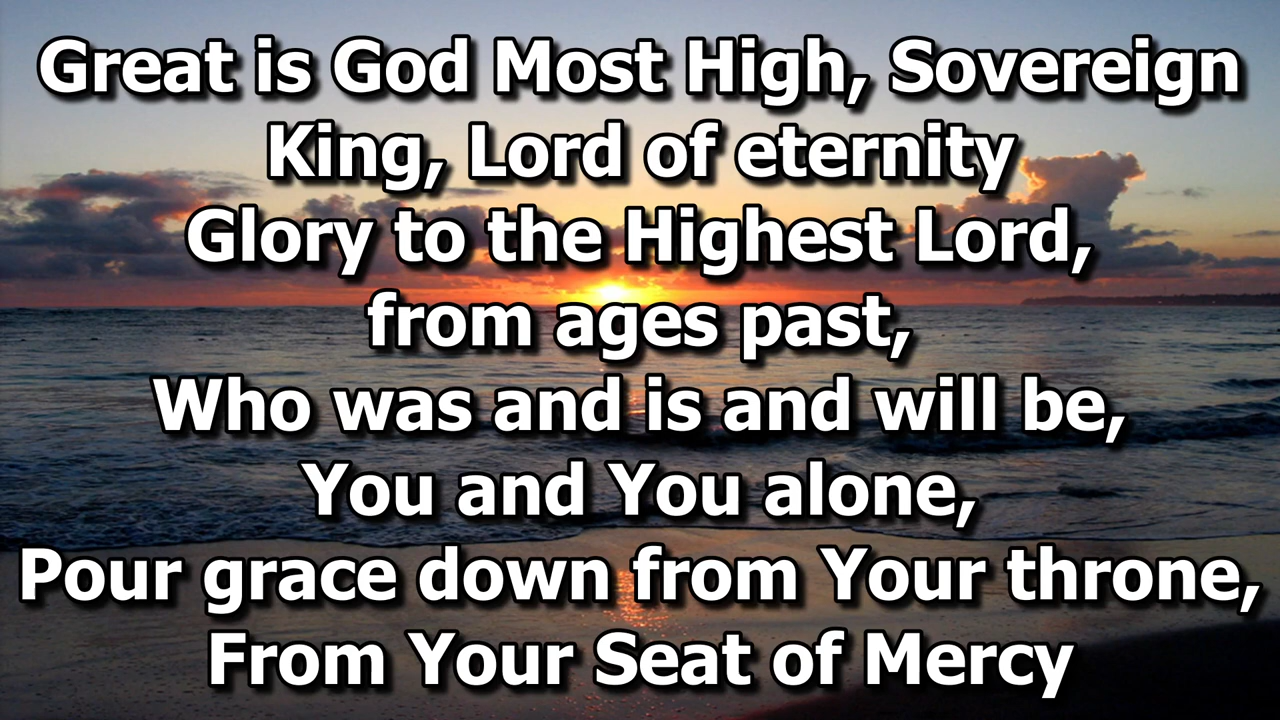 Great is God Most High, Sovereign
King, Lord of eternity
Glory to the Highest Lord,
from ages past,
Who was and is and will be,
You and You alone,
Pour grace down from Your throne,
From Your Seat of Mercy